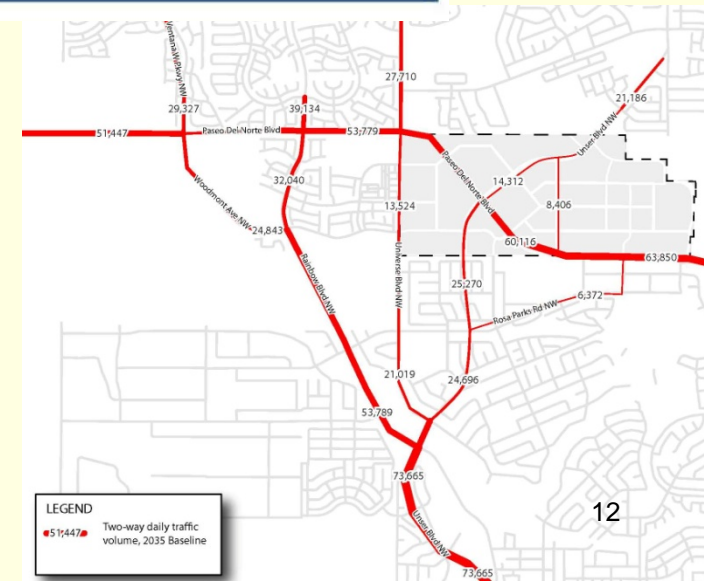 Ventana W Pkwy NW
27,710
21,186
29,327
39,134
51,447
Paseo Del Norte Blvd
53,779
Unser Blvd NW
Paseo Del Norte Blvd
14,312
32,040
Woodmont Ave NW
13,524
8,406
24,843
60,116
63,850
Rainbow Blvd NW
Universe Blvd NW
25,270
6,372
Rosa Parks Rd NW
21,019
24,696
53,789
73,665
Unser Blvd NW
73,665
12
LEGEND
51,447 Two-way daily traffic
volume, 2035 Baseline